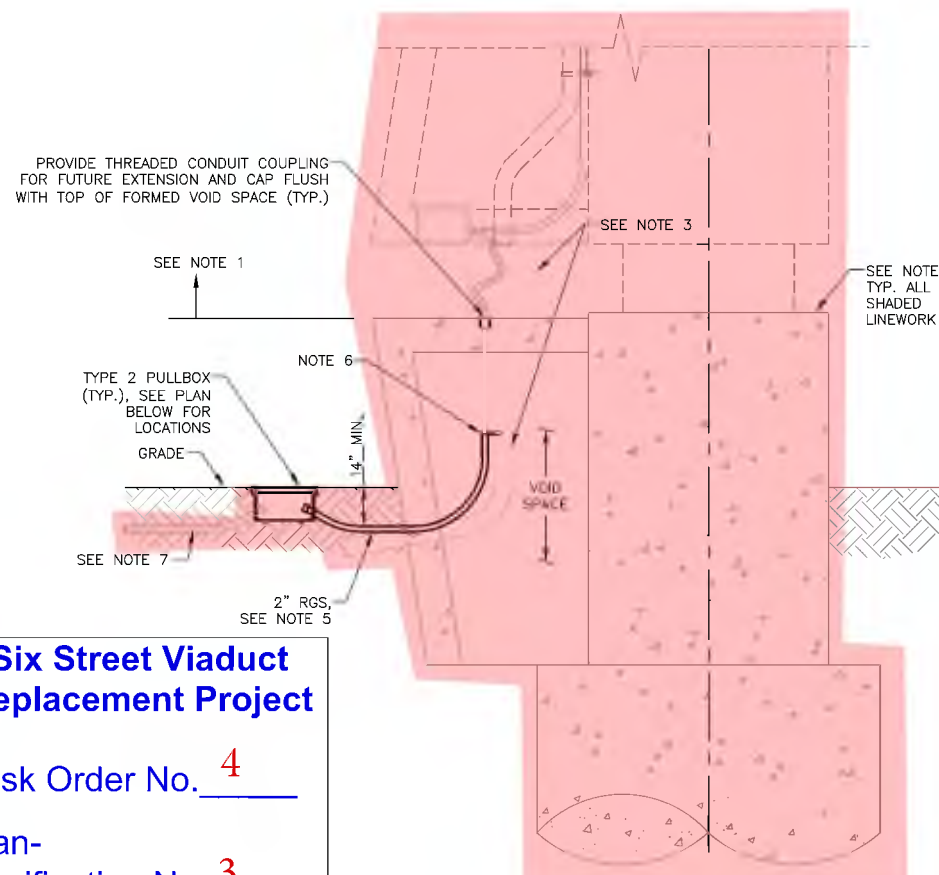 PROVIDE THREADED CONDUIT COUPLING
FOR FUTURE EXTENSION AND CAP FLUSH
WITH TOP OF FORMED VOID SPACE (TYP.)
SEE NOTE 3
SEE NOTE 1
SEE NOTE
TYP. ALL
SHADED
LINEWORK
NOTE 6
TYPE 2 PULLBOX
(TYP.), SEE PLAN
BELOW FOR
LOCATIONS
GRADE
14" MIN.
VOID
SPACE
SEE NOTE 7
2" RGS,
SEE NOTE 5
Six Street Viaduct
eplacement Project
sk Order No. 4
an-
3